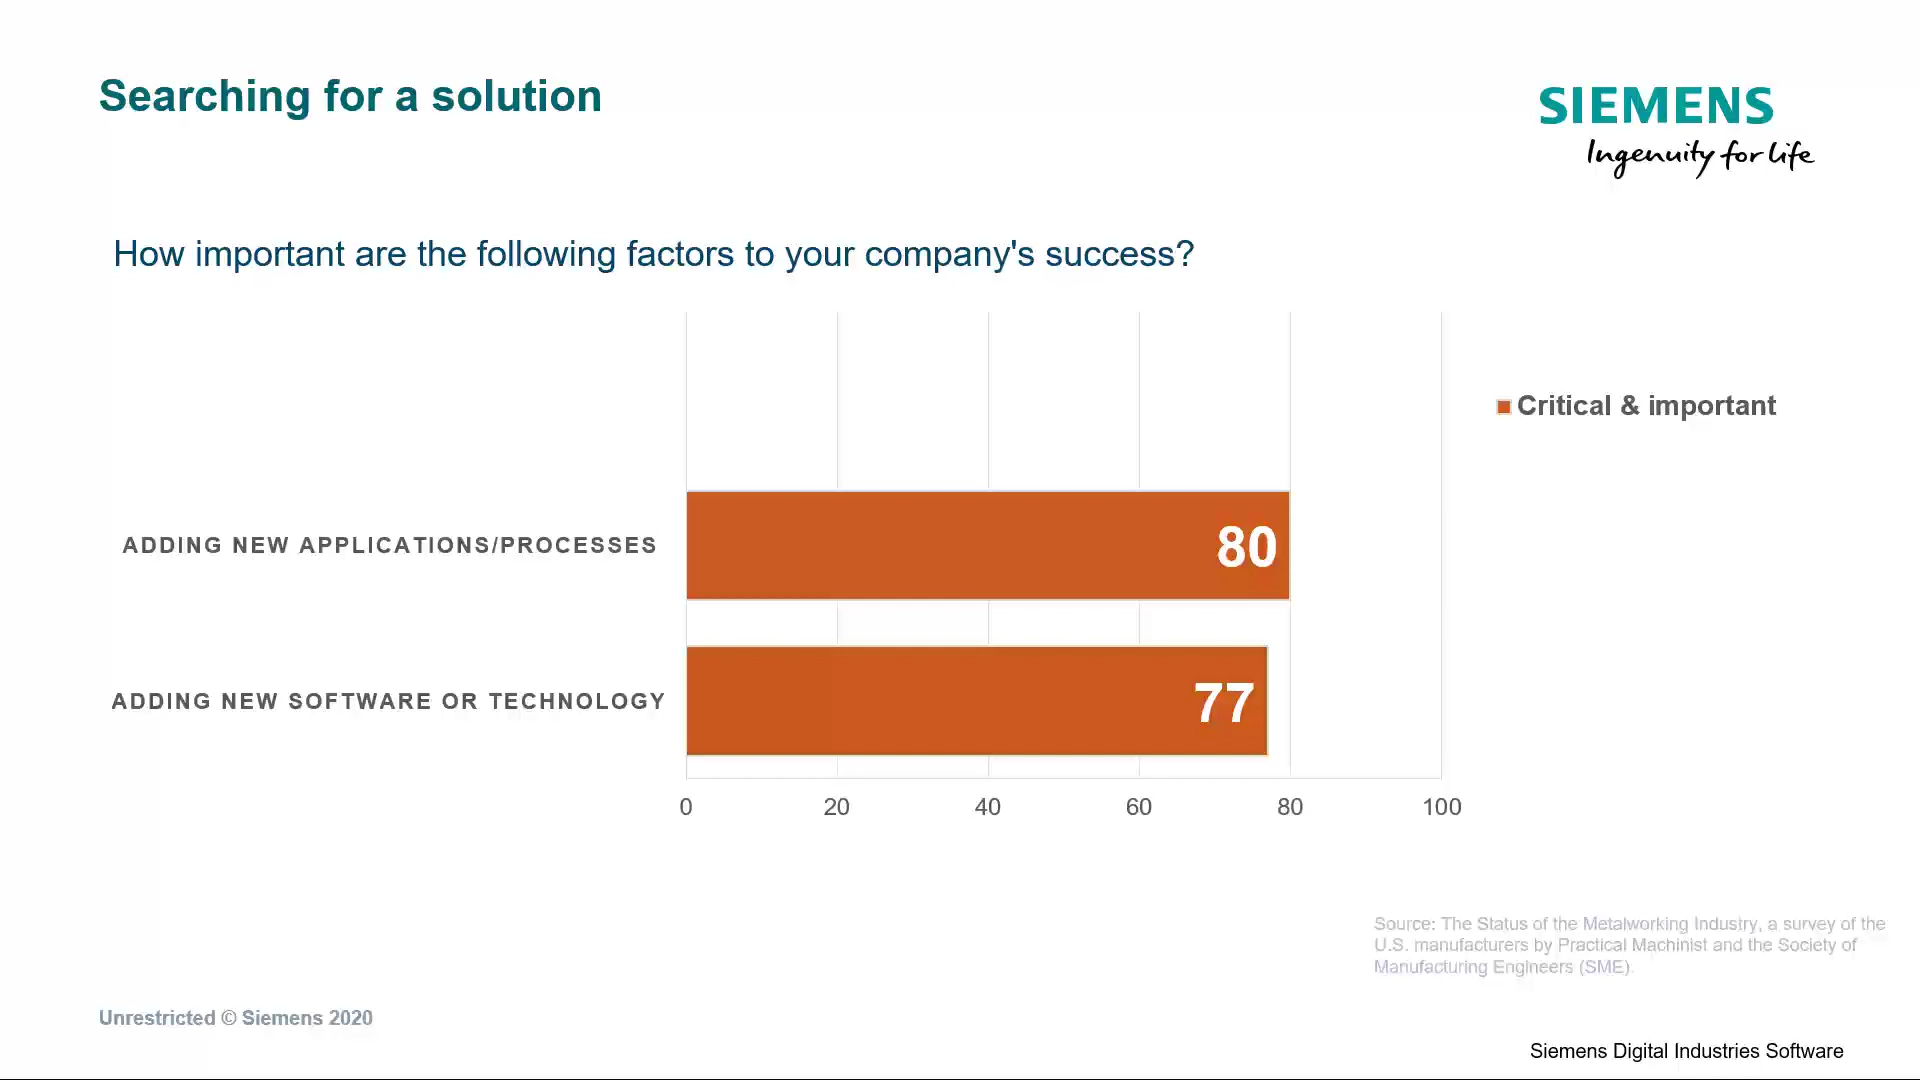 Searching for a solution
SIEMENS
Ingenuity for life
How important are the following factors to your company's success?
Critical & important
ADDING NEW APPLICATIONS/PROCESSES
80
ADDING NEW SOFTWARE OR TECHNOLOGY
77
0 20 40 60 80 100
Source: The Status of the Metalworking Industry, a survey of the
U.S. manufacturers by Practical Machinist and the Society of
Manufacturing Engineers (SME).
Unrestricted © Siemens 2020
Siemens Digital Industries Software